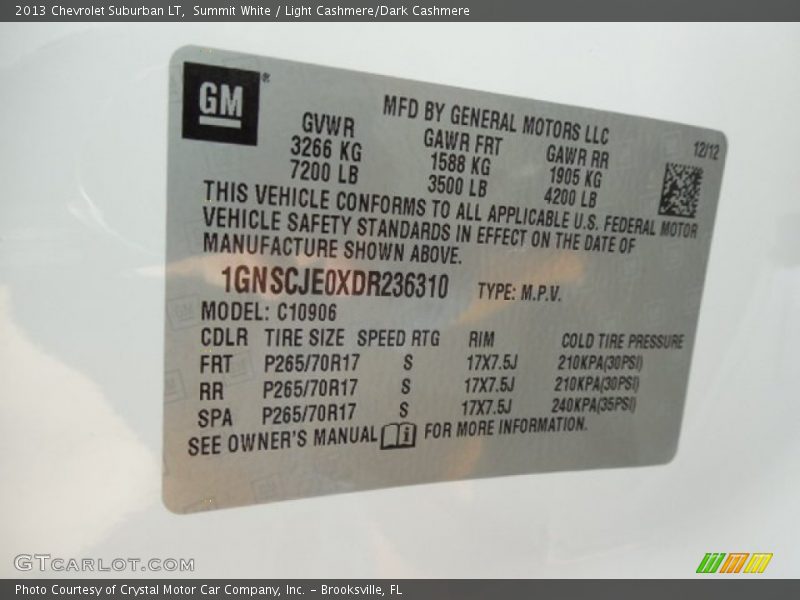 2013 Chevrolet Suburban LT, Summit White / Light Cashmere/Dark Cashmere
GM ®
MFD BY GENERAL MOTORS LLC
12/12
GVWR GAWR FRT GAWR RR
3266 KG 1588 KG 1905 KG
7200 LB 3500 LB 4200 LB
THIS VEHICLE CONFORMS TO ALL APPLICABLE U.S. FEDERAL MOTOR
VEHICLE SAFETY STANDARDS IN EFFECT ON THE DATE OF
MANUFACTURE SHOWN ABOVE.
1GNSCJE0XDR236310 TYPE: M.P.V.
MODEL: C10906
CDLR TIRE SIZE SPEED RTG RIM COLD TIRE PRESSURE
FRT P265/70R17 S 17X7.5J 210KPA(30PSI)
RR P265/70R17 S 17X7.5J 210KPA(30PSI)
SPA P265/70R17 S 17X7.5J 240KPA(35PSI)
SEE OWNER'S MANUAL FOR MORE INFORMATION.
GTCARLOT.COM
Photo Courtesy of Crystal Motor Car Company, Inc. – Brooksville, FL